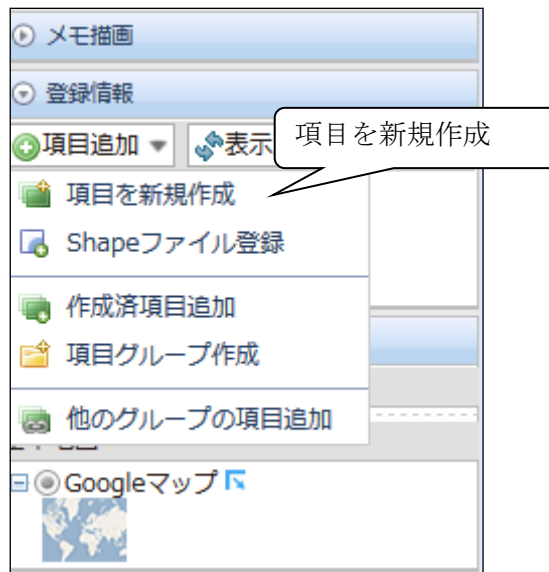 メモ描画
登録情報
項目追加 表示
項目を新規作成
項目を新規作成
Shapeファイル登録
作成済項目追加
項目グループ作成
他のグループの項目追加
Googleマップ